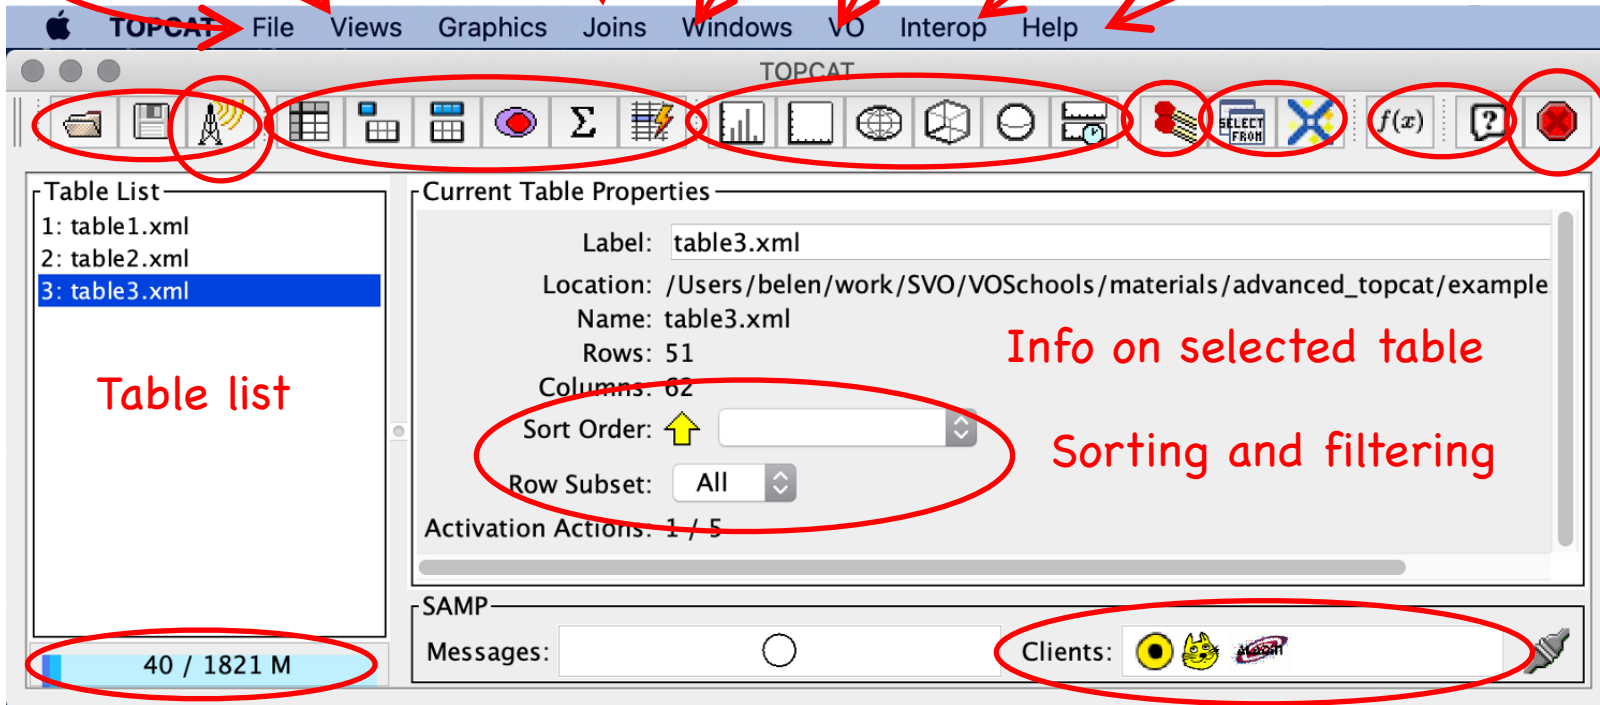 TOPCAT File Views Graphics Joins Windows VO Interop Help
TOPCAT
SELECT
FROM
f(x)
?
Table List
1: table1.xml
2: table2.xml
3: table3.xml
Table list
40 / 1821 M
Current Table Properties
Label: table3.xml
Location: /Users/belen/work/SVO/VOSchools/materials/advanced_topcat/example
Name: table3.xml
Rows: 51
Columns: 62
Sort Order:
Row Subset: All
Activation Actions: 1 / 5
Info on selected table
Sorting and filtering
SAMP
Messages:
Clients: